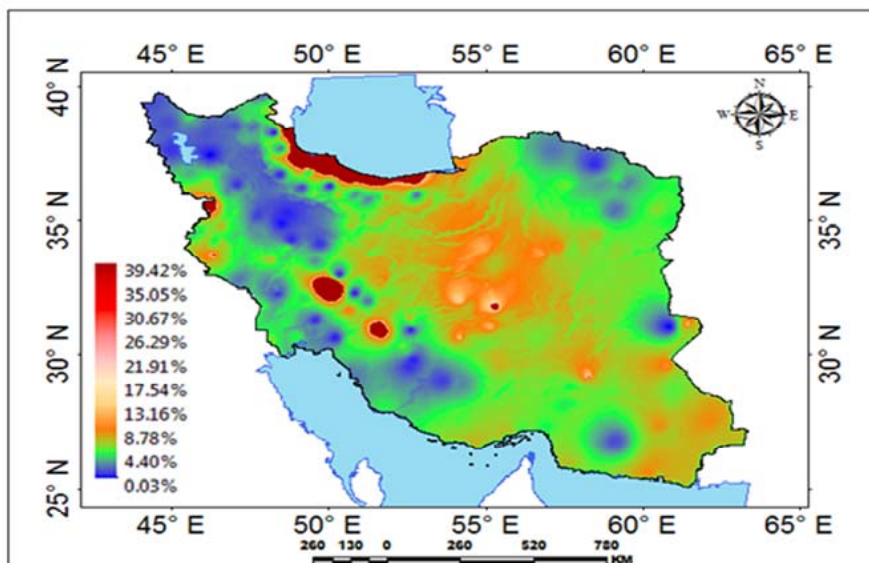 45° E 50° E 55° E 60° E 65° E
40° N
35° N
30° N
25° N
N
W E
S
39.42%
35.05%
30.67%
26.29%
21.91%
17.54%
13.16%
8.78%
4.40%
0.03%
40° N
35° N
30° N
25° N
45° E 50° E 55° E 60° E 65° E
260 130 0 260 520 780
KM